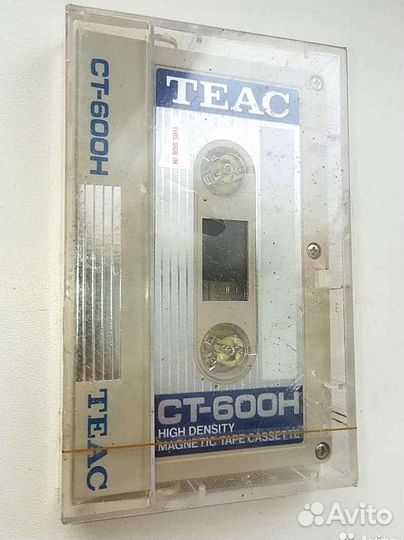 CT-600H
TEAC
TEAC
THIS SIDE IN
CT-600H
HIGH DENSITY
MAGNETIC TAPE CASSETTE
Avito